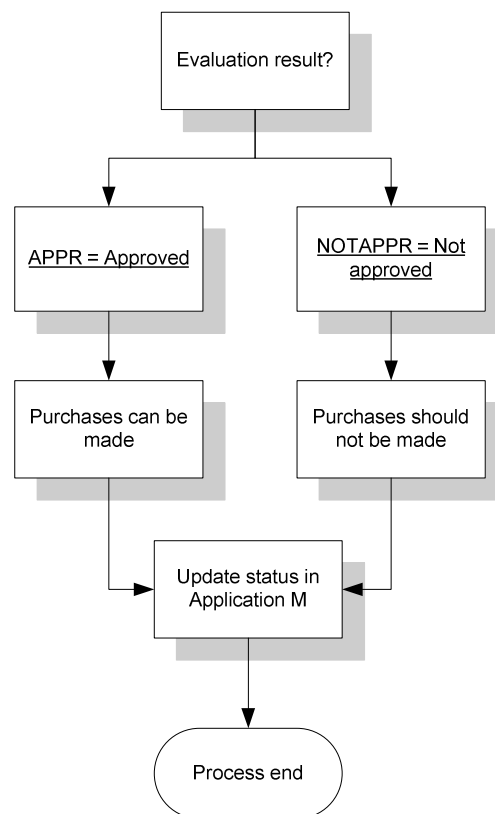 Evaluation result?
APPR = Approved
NOTAPPR = Not
approved
Purchases can be
made
Purchases should
not be made
Update status in
Application M
Process end